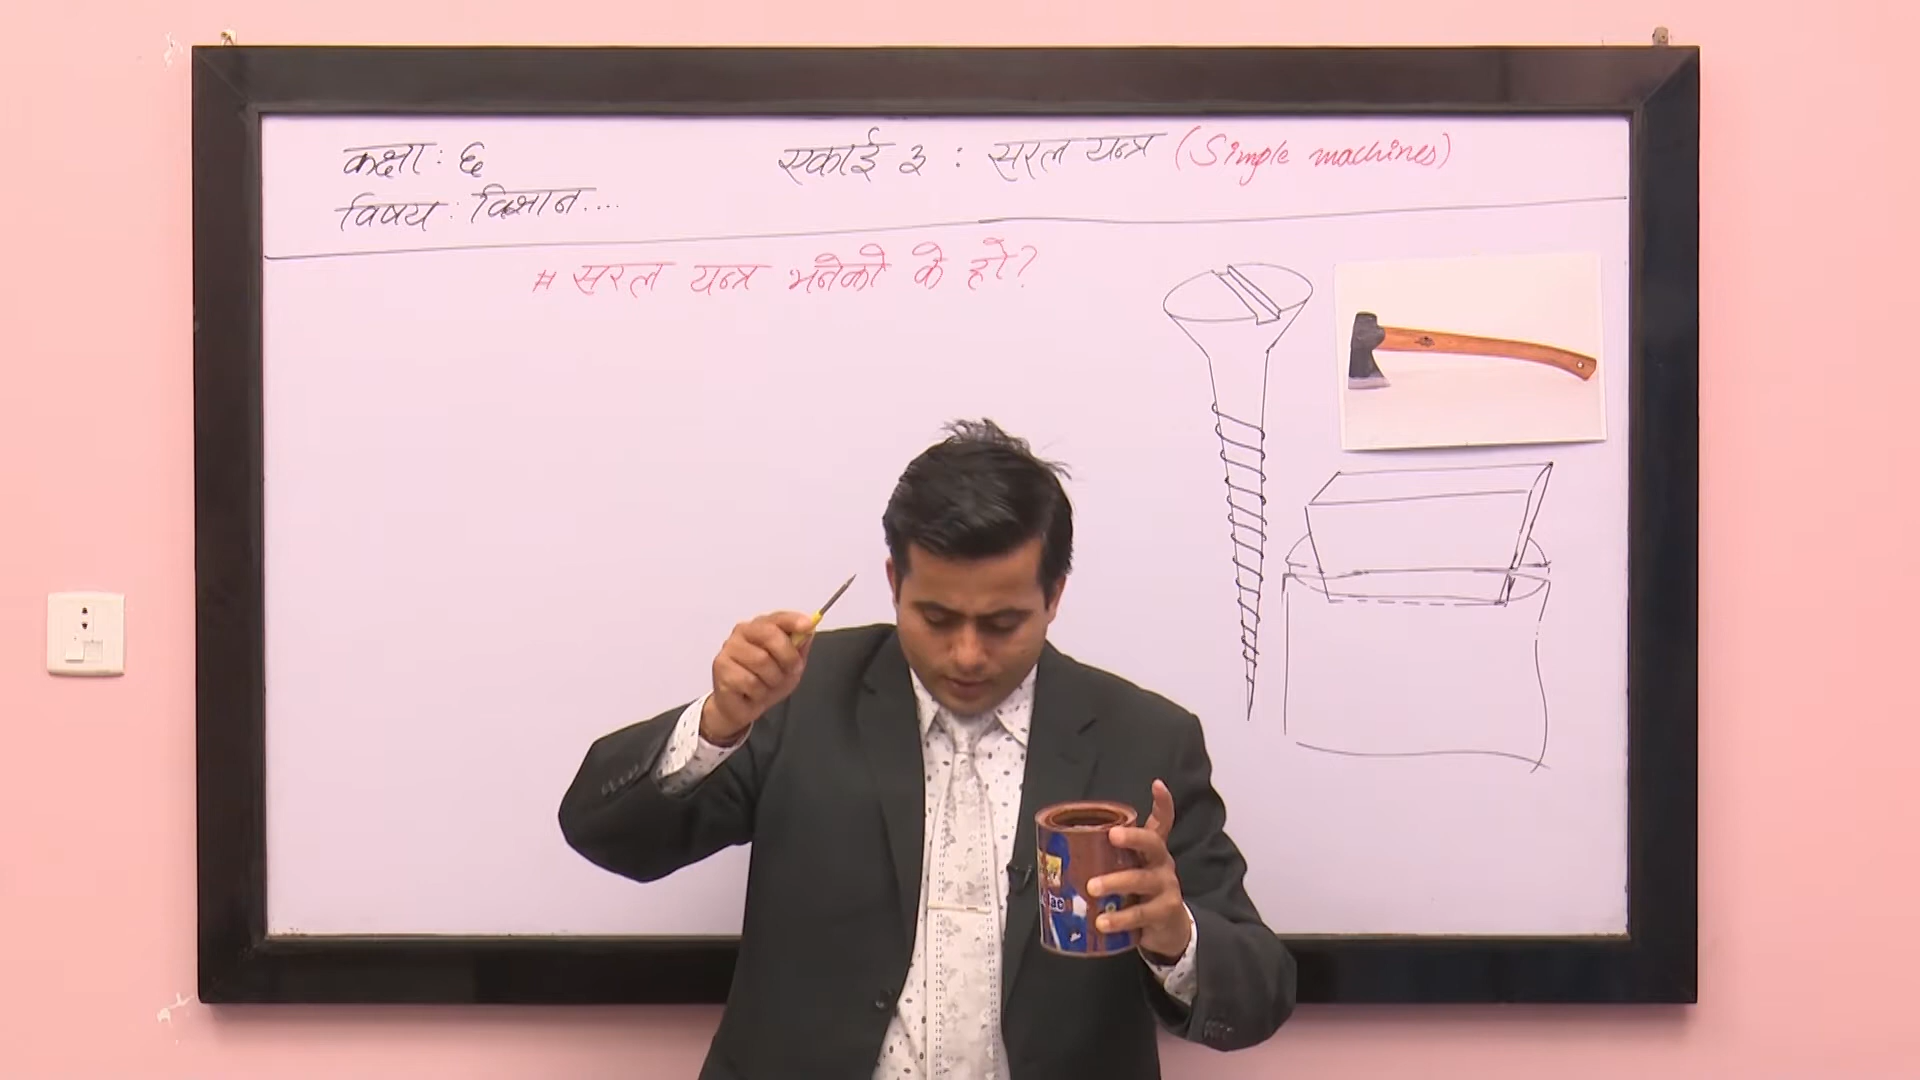 कक्षा: ६
एकाई ३ : सरल यन्त्र (Simple machines)
विषय: विज्ञान....
# सरल यन्त्र भनेको के हो?